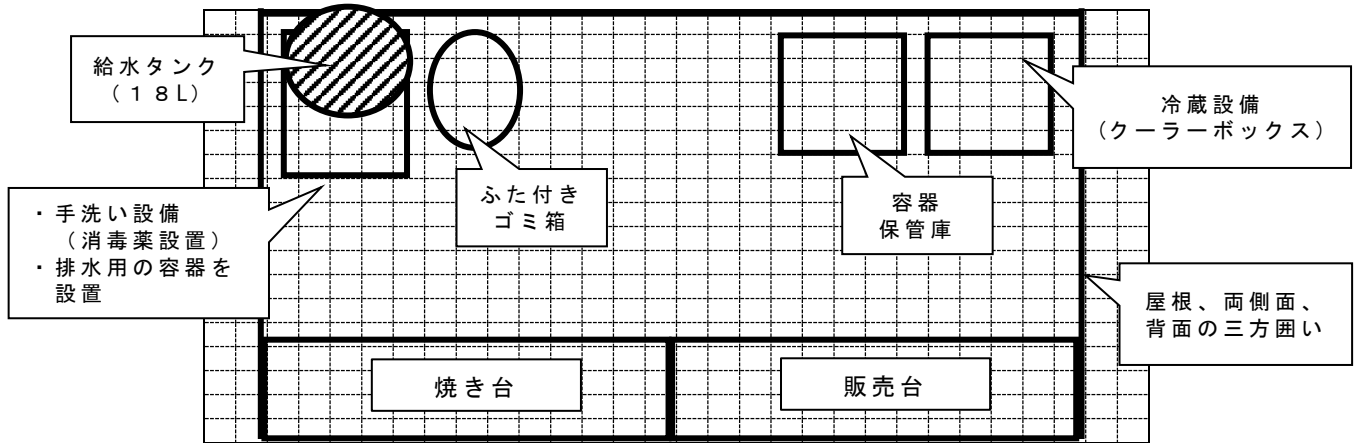 給水タンク
（１８L）
・手洗い設備
（消毒薬設置）
・排水用の容器を
設置
ふた付き
ゴミ箱
容器
保管庫
冷蔵設備
（クーラーボックス）
屋根、両側面、
背面の三方囲い
焼き台
販売台